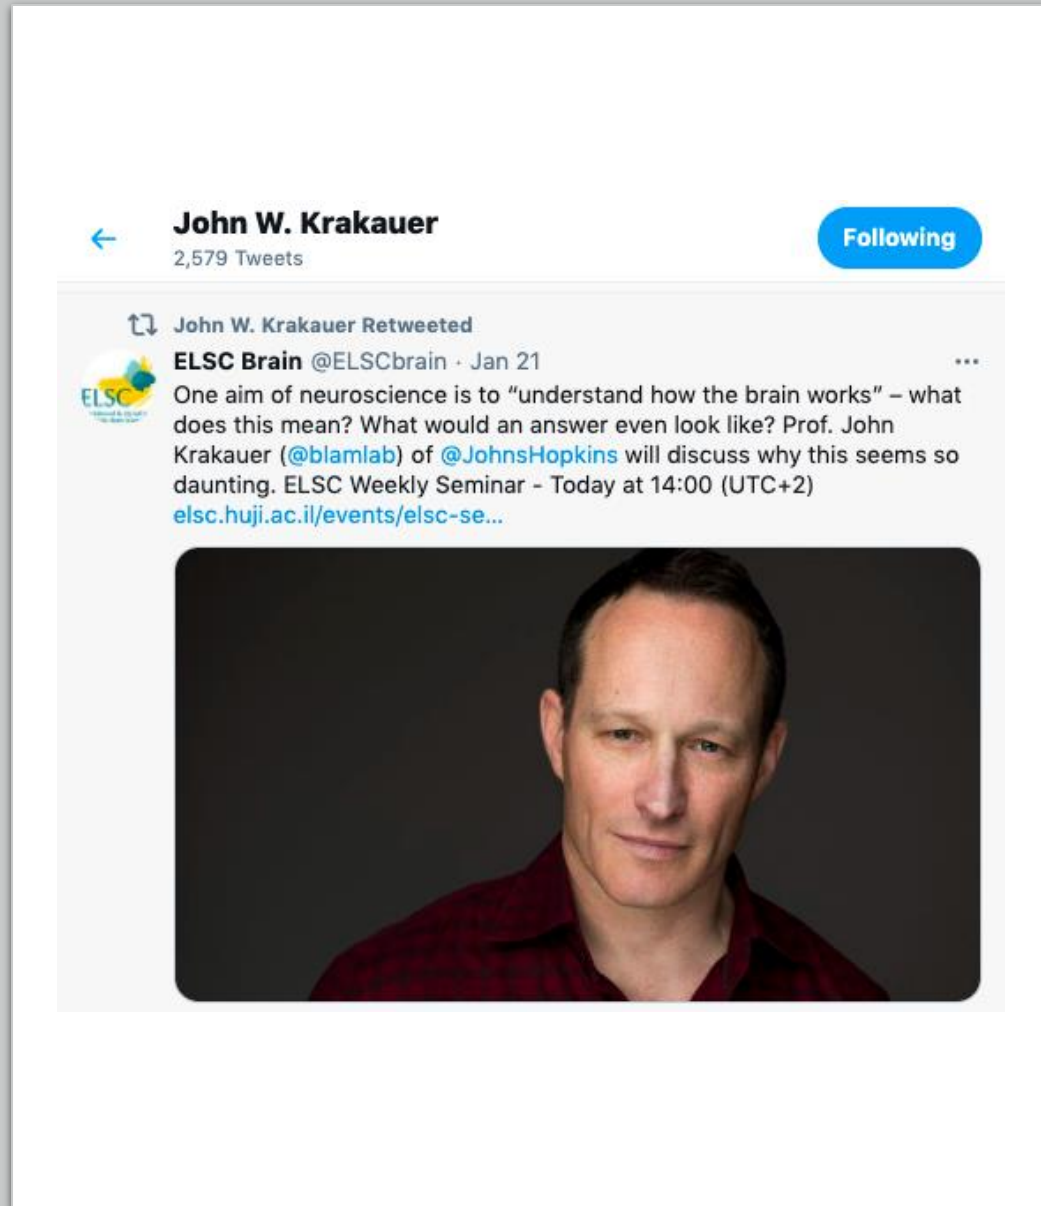 John W. Krakauer
2,579 Tweets
Following
John W. Krakauer Retweeted
ELSC Brain @ELSCbrain · Jan 21
One aim of neuroscience is to “understand how the brain works” – what
does this mean? What would an answer even look like? Prof. John
Krakauer (@blamlab) of @JohnsHopkins will discuss why this seems so
daunting. ELSC Weekly Seminar - Today at 14:00 (UTC+2)
elsc.huji.ac.il/events/elsc-se...
ELSC